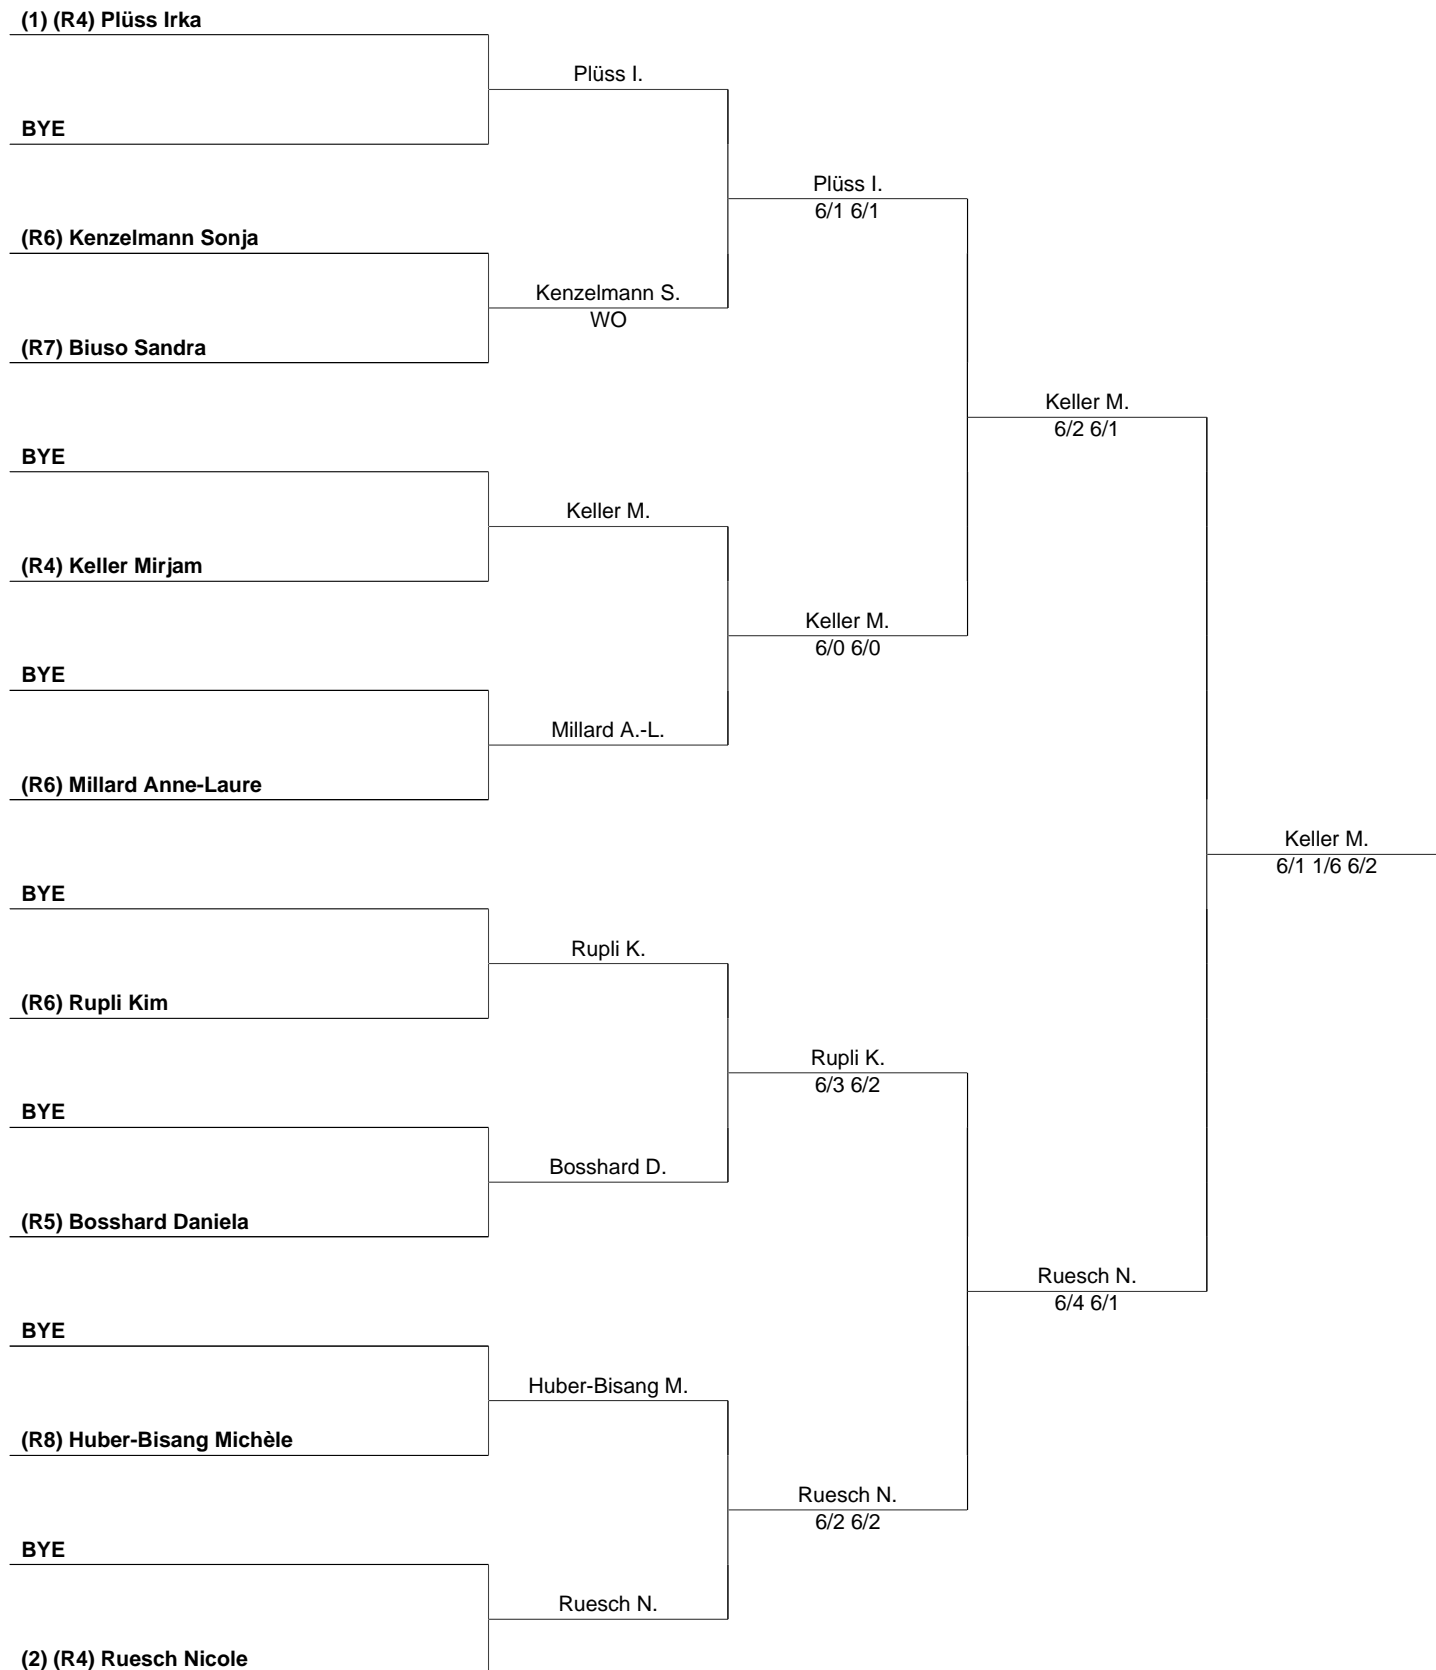 (1) (R4) Plüss Irka
Plüss I.
BYE
Plüss I.
6/1 6/1
(R6) Kenzelmann Sonja
Kenzelmann S.
WO
(R7) Biuso Sandra
Keller M.
6/2 6/1
BYE
Keller M.
(R4) Keller Mirjam
Keller M.
6/0 6/0
BYE
Millard A.-L.
(R6) Millard Anne-Laure
Keller M.
6/1 1/6 6/2
BYE
Rupli K.
(R6) Rupli Kim
Rupli K.
6/3 6/2
BYE
Bosshard D.
(R5) Bosshard Daniela
Ruesch N.
6/4 6/1
BYE
Huber-Bisang M.
(R8) Huber-Bisang Michèle
Ruesch N.
6/2 6/2
BYE
Ruesch N.
(2) (R4) Ruesch Nicole